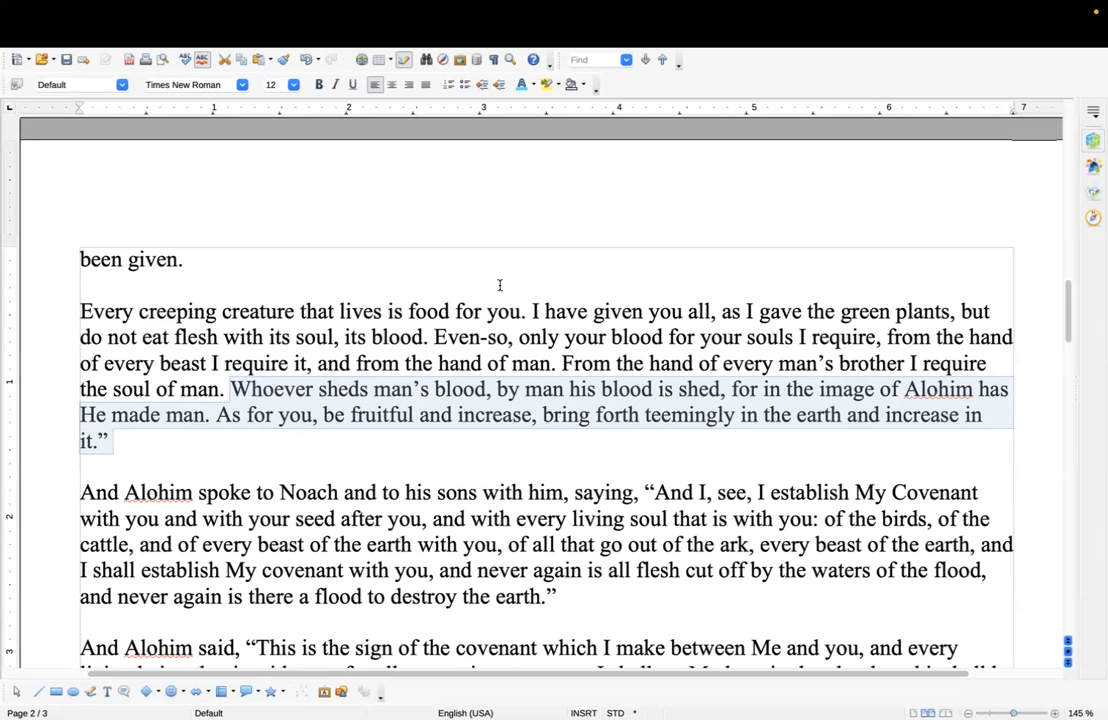 Find
Default
Times New Roman
12
1 2 3 4 5 6 7
been given.
Every creeping creature that lives is food for you. I have given you all, as I gave the green plants, but
do not eat flesh with its soul, its blood. Even-so, only your blood for your souls I require, from the hand
of every beast I require it, and from the hand of man. From the hand of every man’s brother I require
the soul of man. Whoever sheds man’s blood, by man his blood is shed, for in the image of Alohim has
He made man. As for you, be fruitful and increase, bring forth teemingly in the earth and increase in
it.”
And Alohim spoke to Noach and to his sons with him, saying, “And I, see, I establish My Covenant
with you and with your seed after you, and with every living soul that is with you: of the birds, of the
cattle, and of every beast of the earth with you, of all that go out of the ark, every beast of the earth, and
I shall establish My covenant with you, and never again is all flesh cut off by the waters of the flood,
and never again is there a flood to destroy the earth.”
And Alohim said, “This is the sign of the covenant which I make between Me and you, and every
Page 2 / 3 Default English (USA) INSRT STD * 145 %